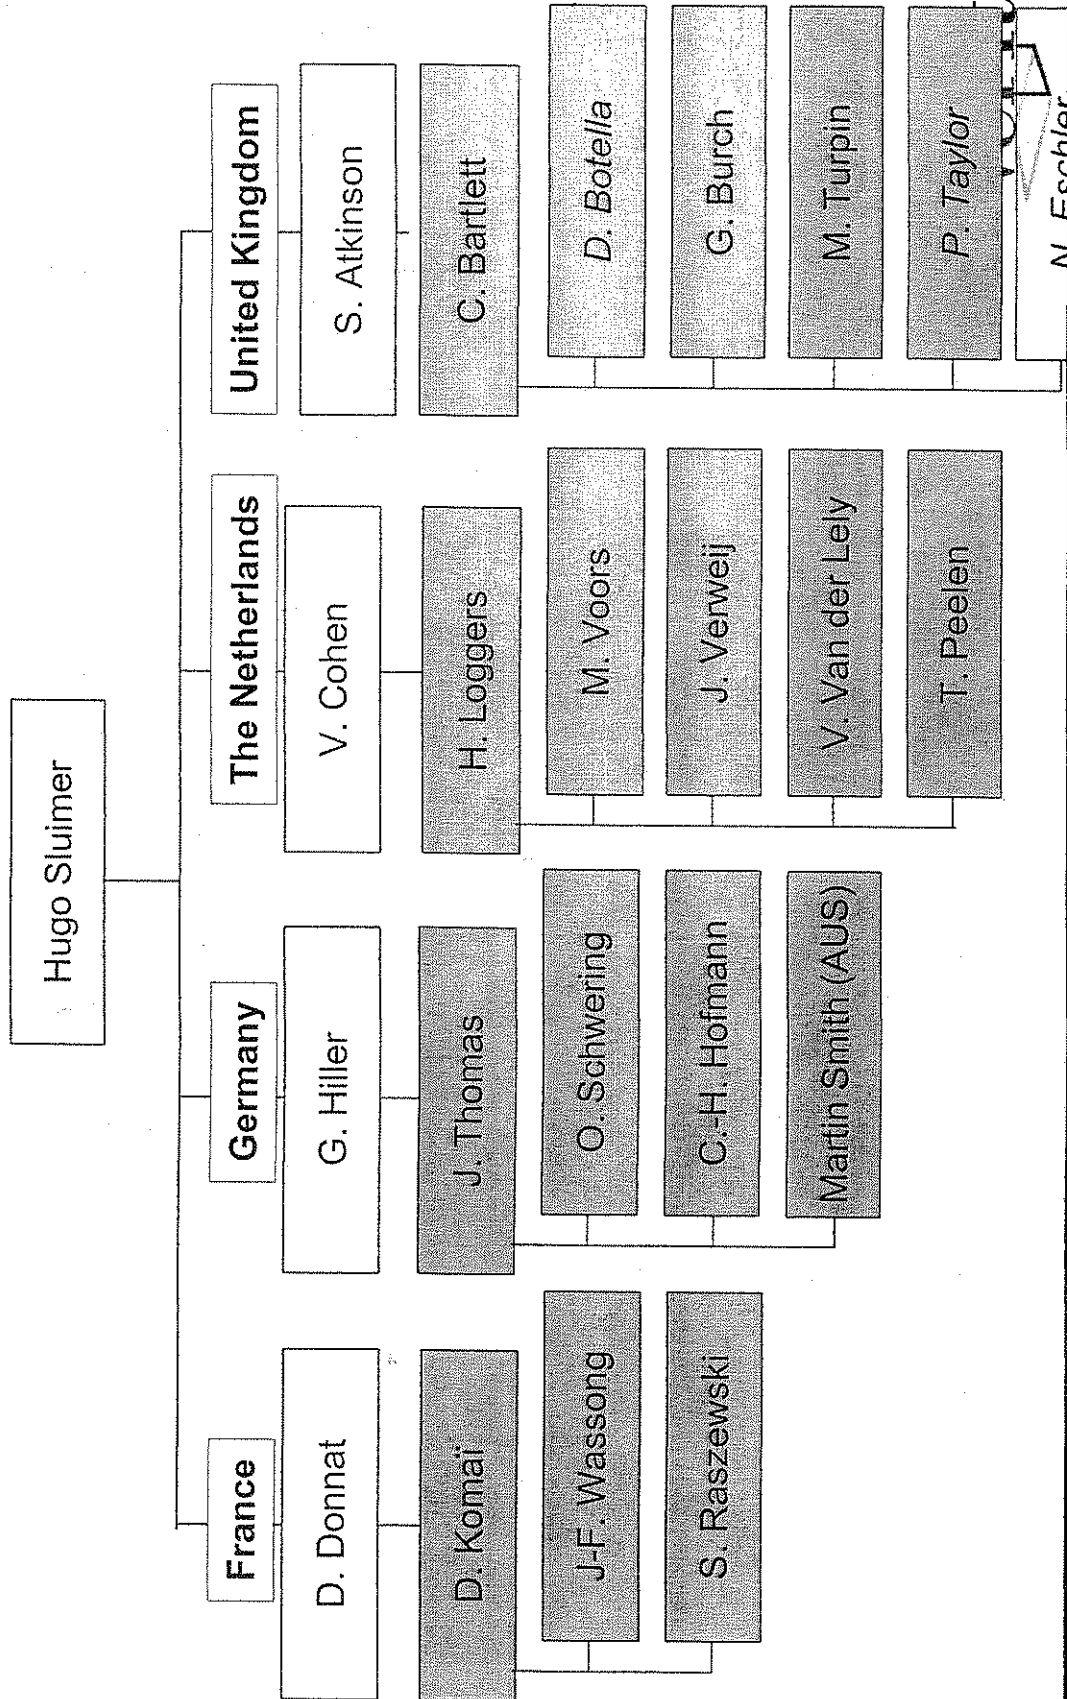 Hugo Sluimer
France
D. Donnat
D. Komaï
J-F. Wassong
S. Raszewski
Germany
G. Hiller
J. Thomas
O. Schwering
C.-H. Hofmann
Martin Smith (AUS)
The Netherlands
V. Cohen
H. Loggers
M. Voors
J. Verweij
V. Van der Lely
T. Peelen
United Kingdom
S. Atkinson
C. Bartlett
D. Botella
G. Burch
M. Turpin
P. Taylor
N. Eschler